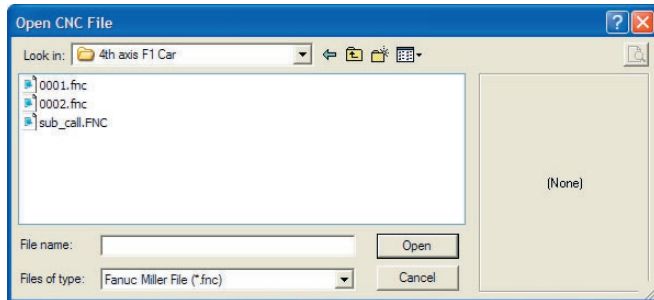 Open CNC File
Look in: 4th axis F1 Car
0001.fnc
0002.fnc
sub_call.FNC
(None)
File name: Open
Files of type: Fanuc Miller File (*.fnc) Cancel